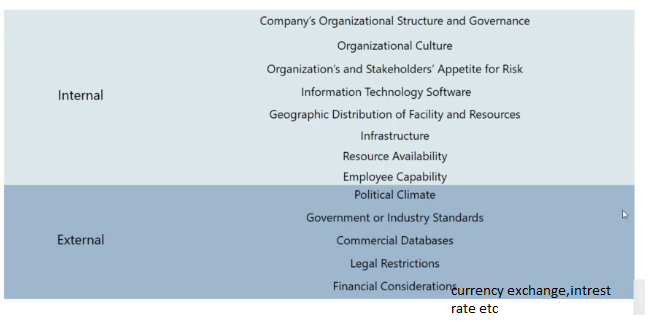 Company's Organizational Structure and Governance
Organizational Culture
Organization's and Stakeholders' Appetite for Risk
Internal
Information Technology Software
Geographic Distribution of Facility and Resources
Infrastructure
Resource Availability
Employee Capability
Political Climate
Government or Industry Standards
External
Commercial Databases
Legal Restrictions
Financial Considerations
currency exchange,intrest
rate etc